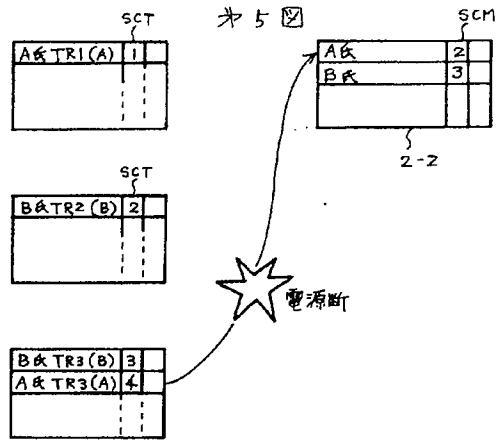 第5図
SCT
A氏TR1(A) 1
SCM
A氏 2
B氏 3
2-2
SCT
B氏TR2(B) 2
電源断
B氏TR3(B) 3
A氏TR3(A) 4